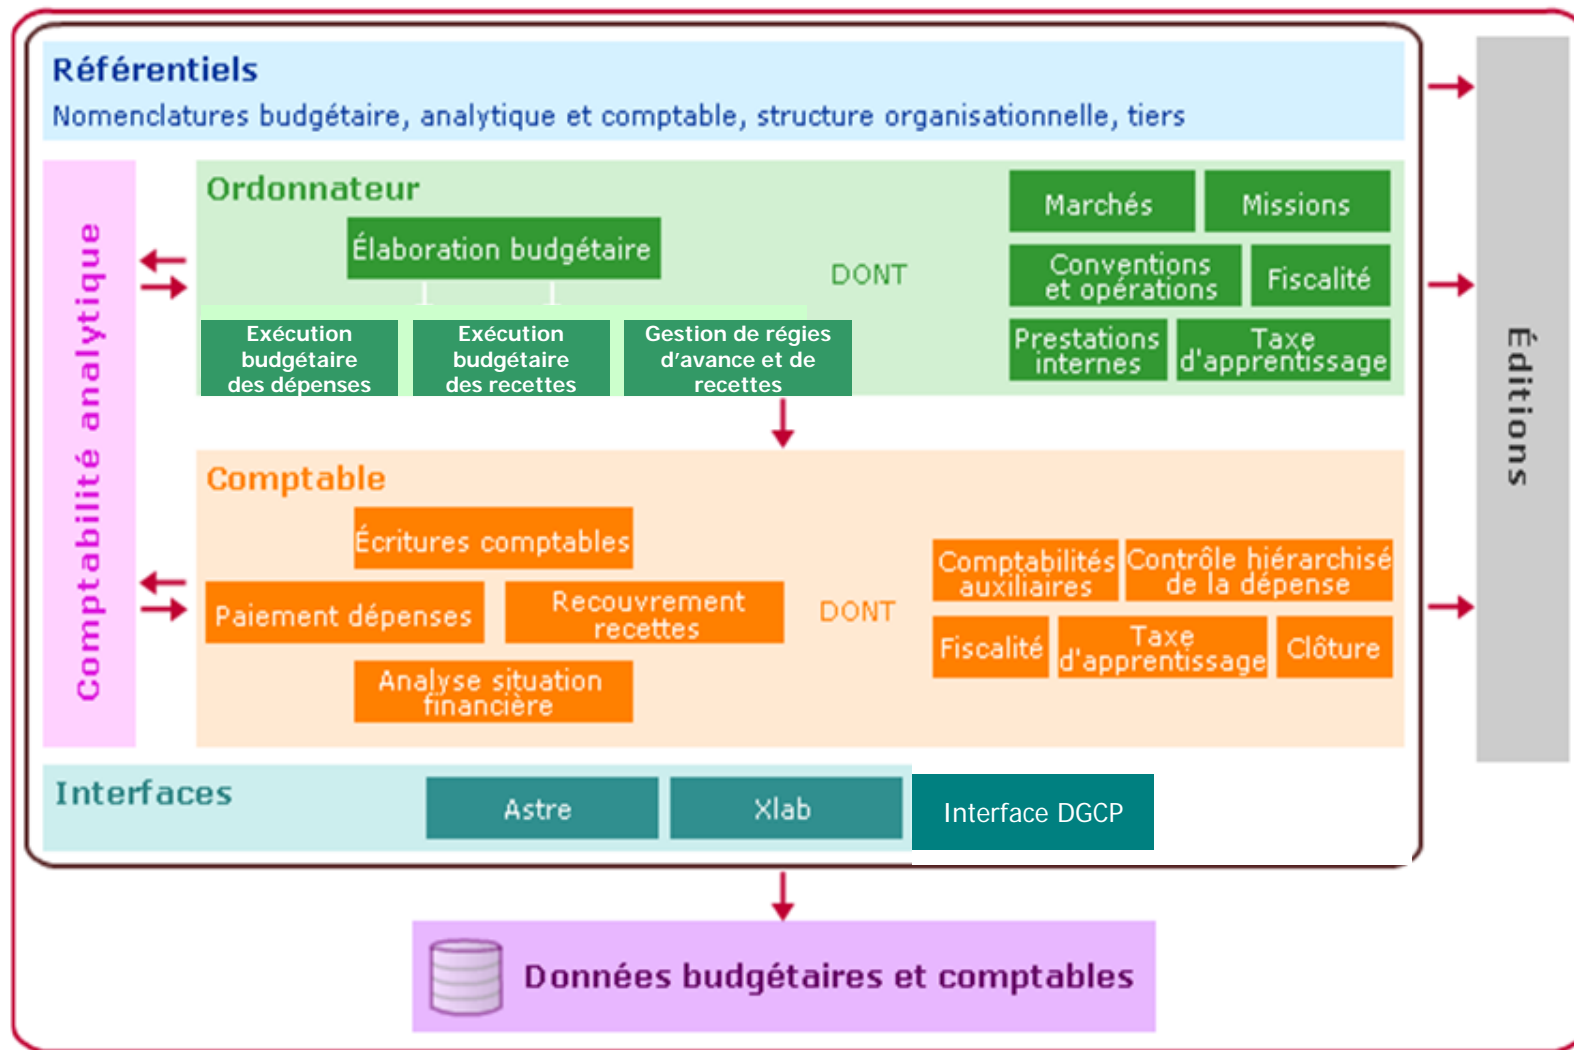 Référentiels
Nomenclatures budgétaire, analytique et comptable, structure organisationnelle, tiers
Comptabilité analytique
Ordonnateur
Élaboration budgétaire
Exécution
budgétaire
des dépenses
Exécution
budgétaire
des recettes
Gestion de régies
d'avance et de
recettes
DONT
Marchés
Missions
Conventions
et opérations
Fiscalité
Prestations
internes
Taxe
d'apprentissage
Comptable
Écritures comptables
Paiement dépenses
Recouvrement
recettes
Analyse situation
financière
DONT
Comptabilités
auxiliaires
Contrôle hiérarchisé
de la dépense
Fiscalité
Taxe
d'apprentissage
Clôture
Interfaces
Astre
Xlab
Interface DGCP
Éditions
Données budgétaires et comptables